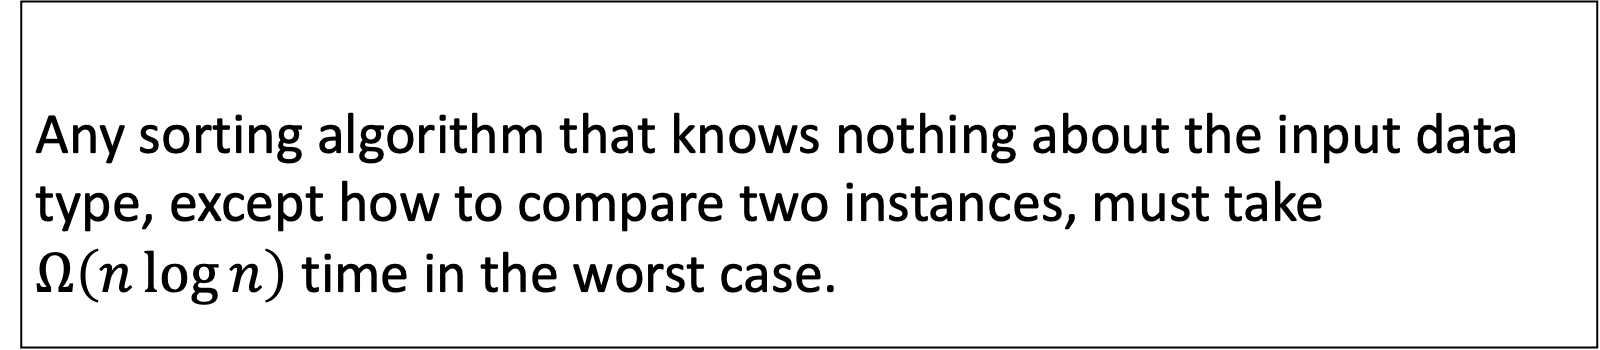 Any sorting algorithm that knows nothing about the input data
type, except how to compare two instances, must take
Ω(n log n) time in the worst case.